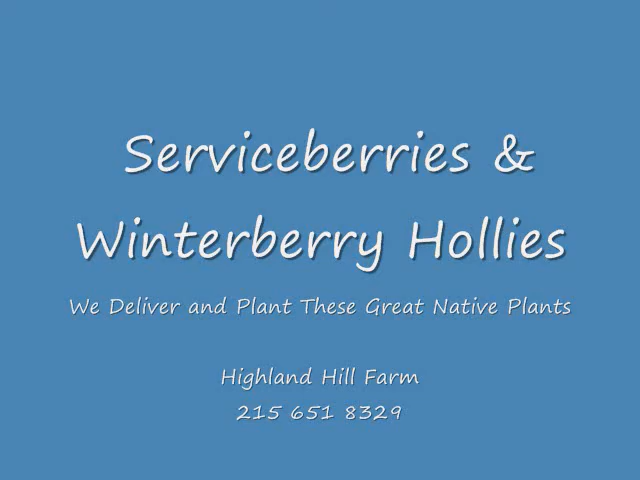 Serviceberries &
Winterberry Hollies
We Deliver and Plant These Great Native Plants
Highland Hill Farm
215 651 8329